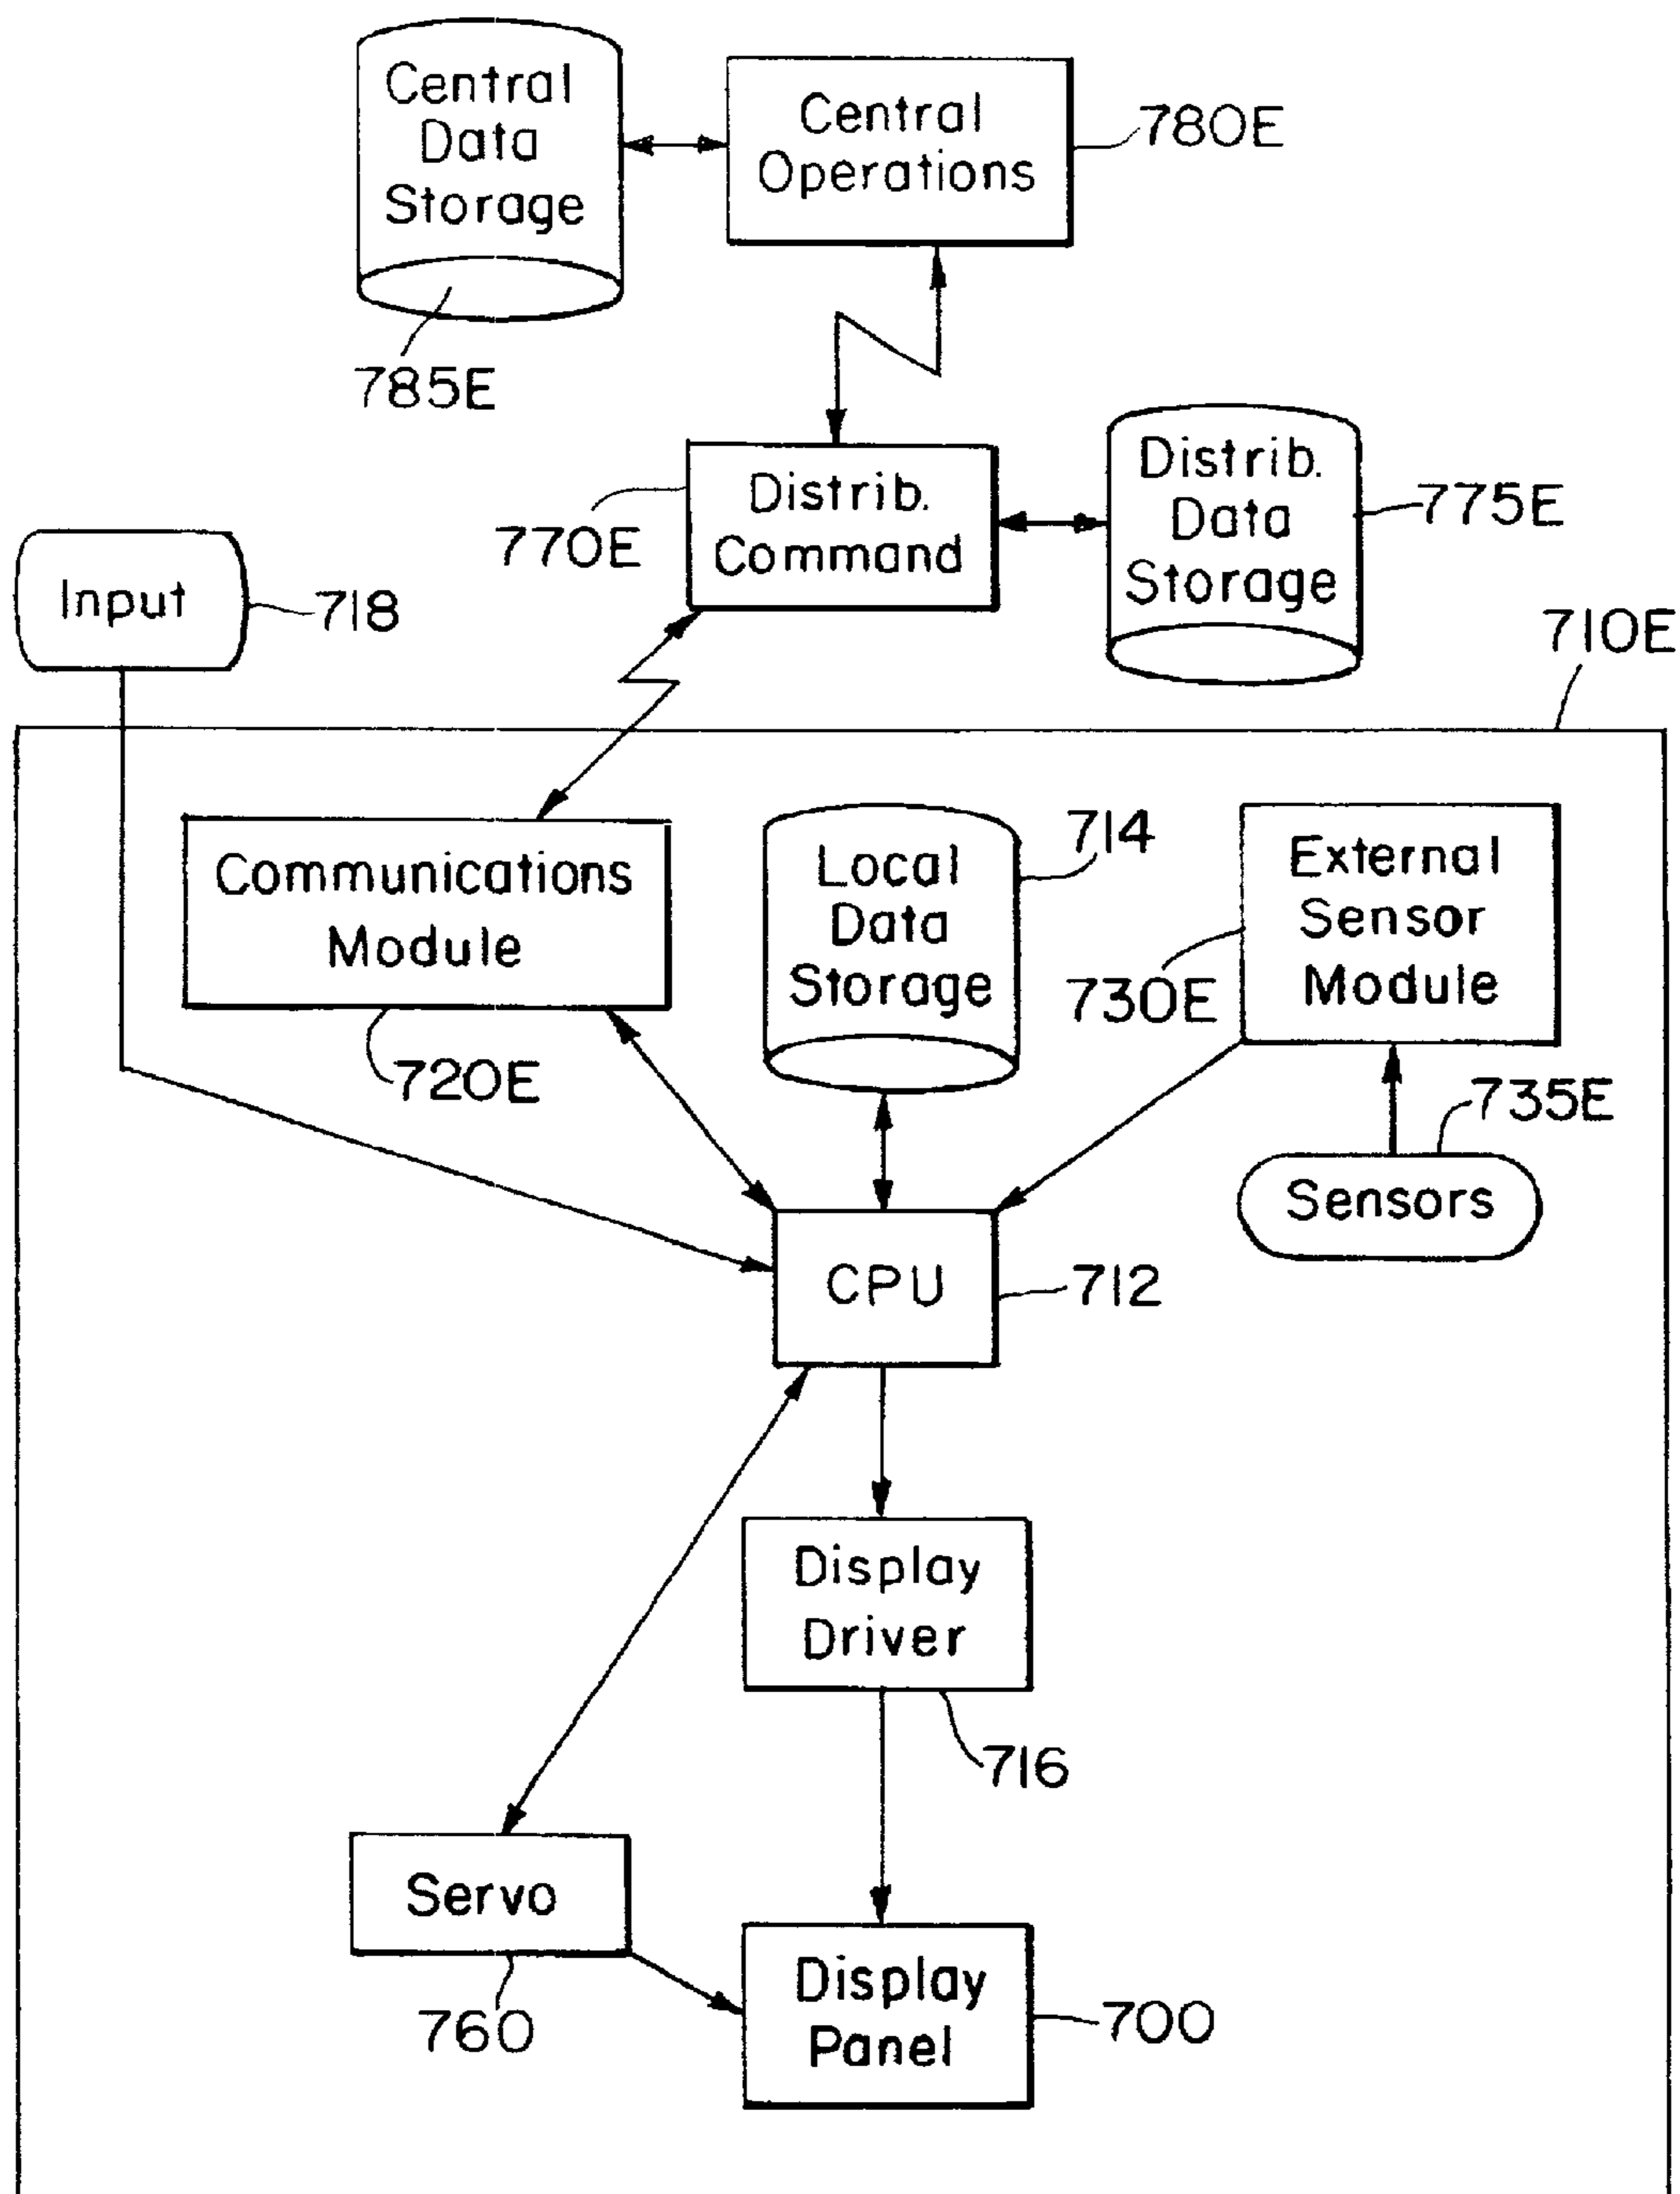 Central
Data
Storage
785E
Central
Operations
780E
Distrib.
Command
770E
Distrib.
Data
Storage
775E
Input
718
710E
Communications
Module
720E
Local
Data
Storage
714
External
Sensor
Module
730E
735E
Sensors
CPU
712
Display
Driver
716
Servo
760
Display
Panel
700